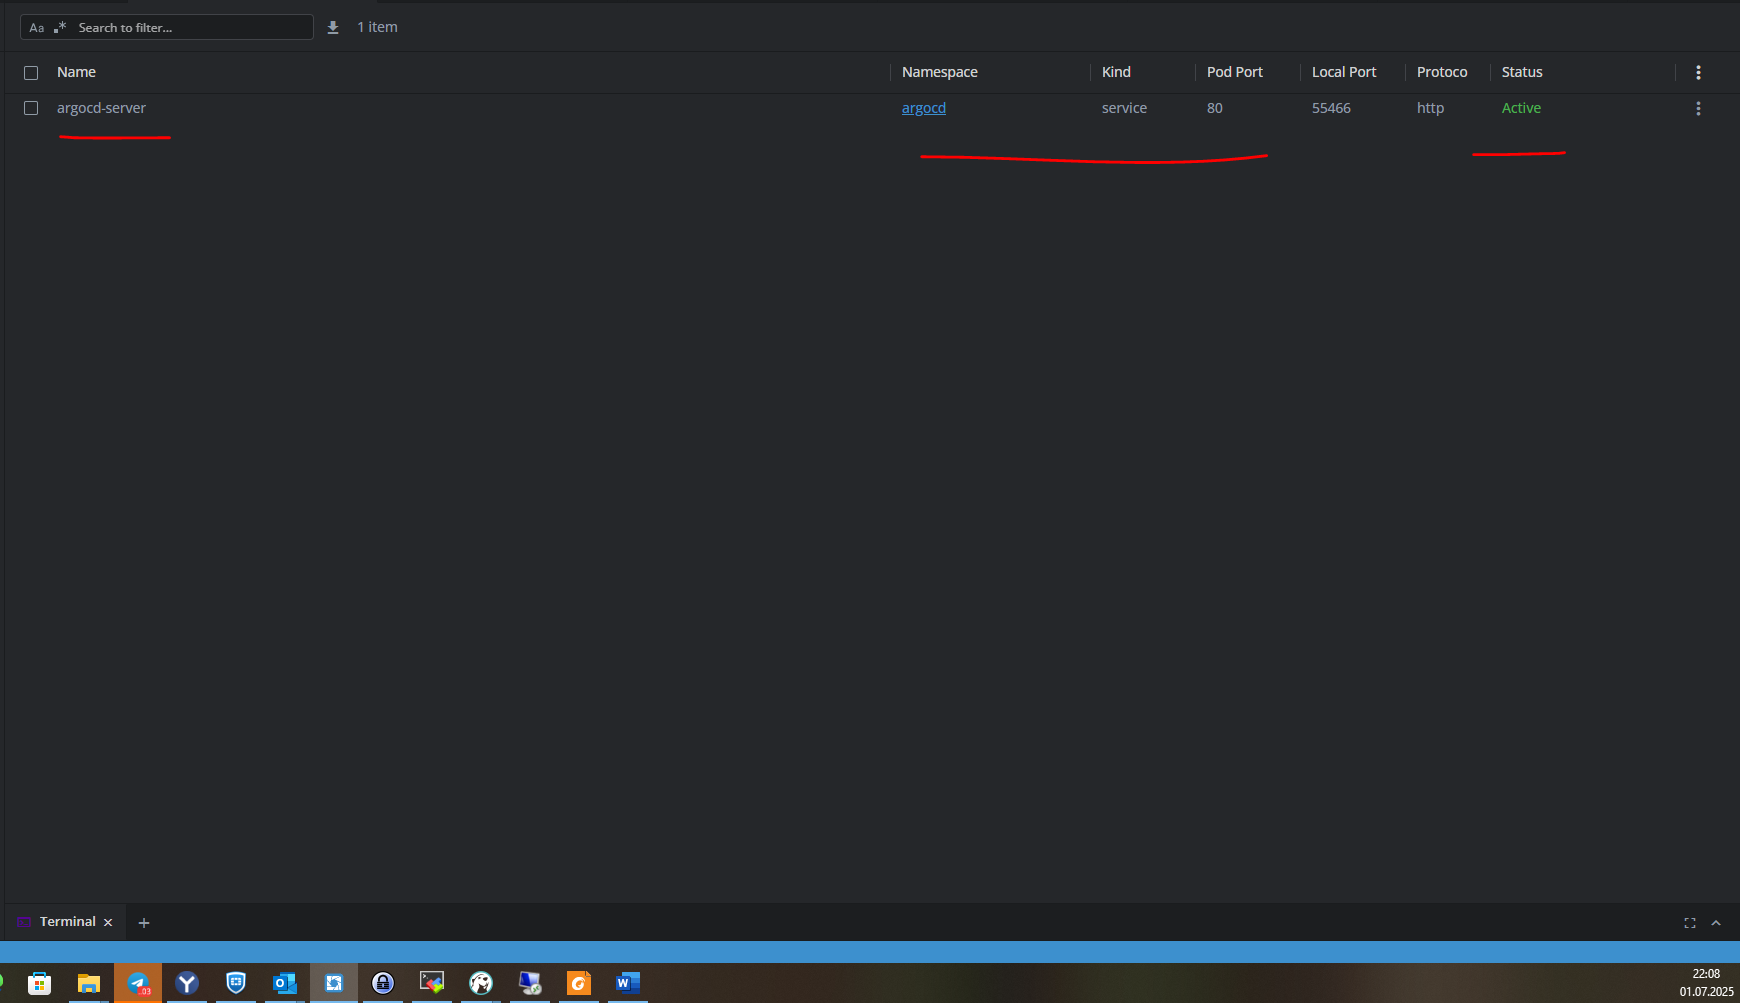 Aa .* Search to filter... 1 item
Name Namespace Kind Pod Port Local Port Protoco Status
argocd-server argocd service 80 55466 http Active
Terminal
22:08
01.07.2025